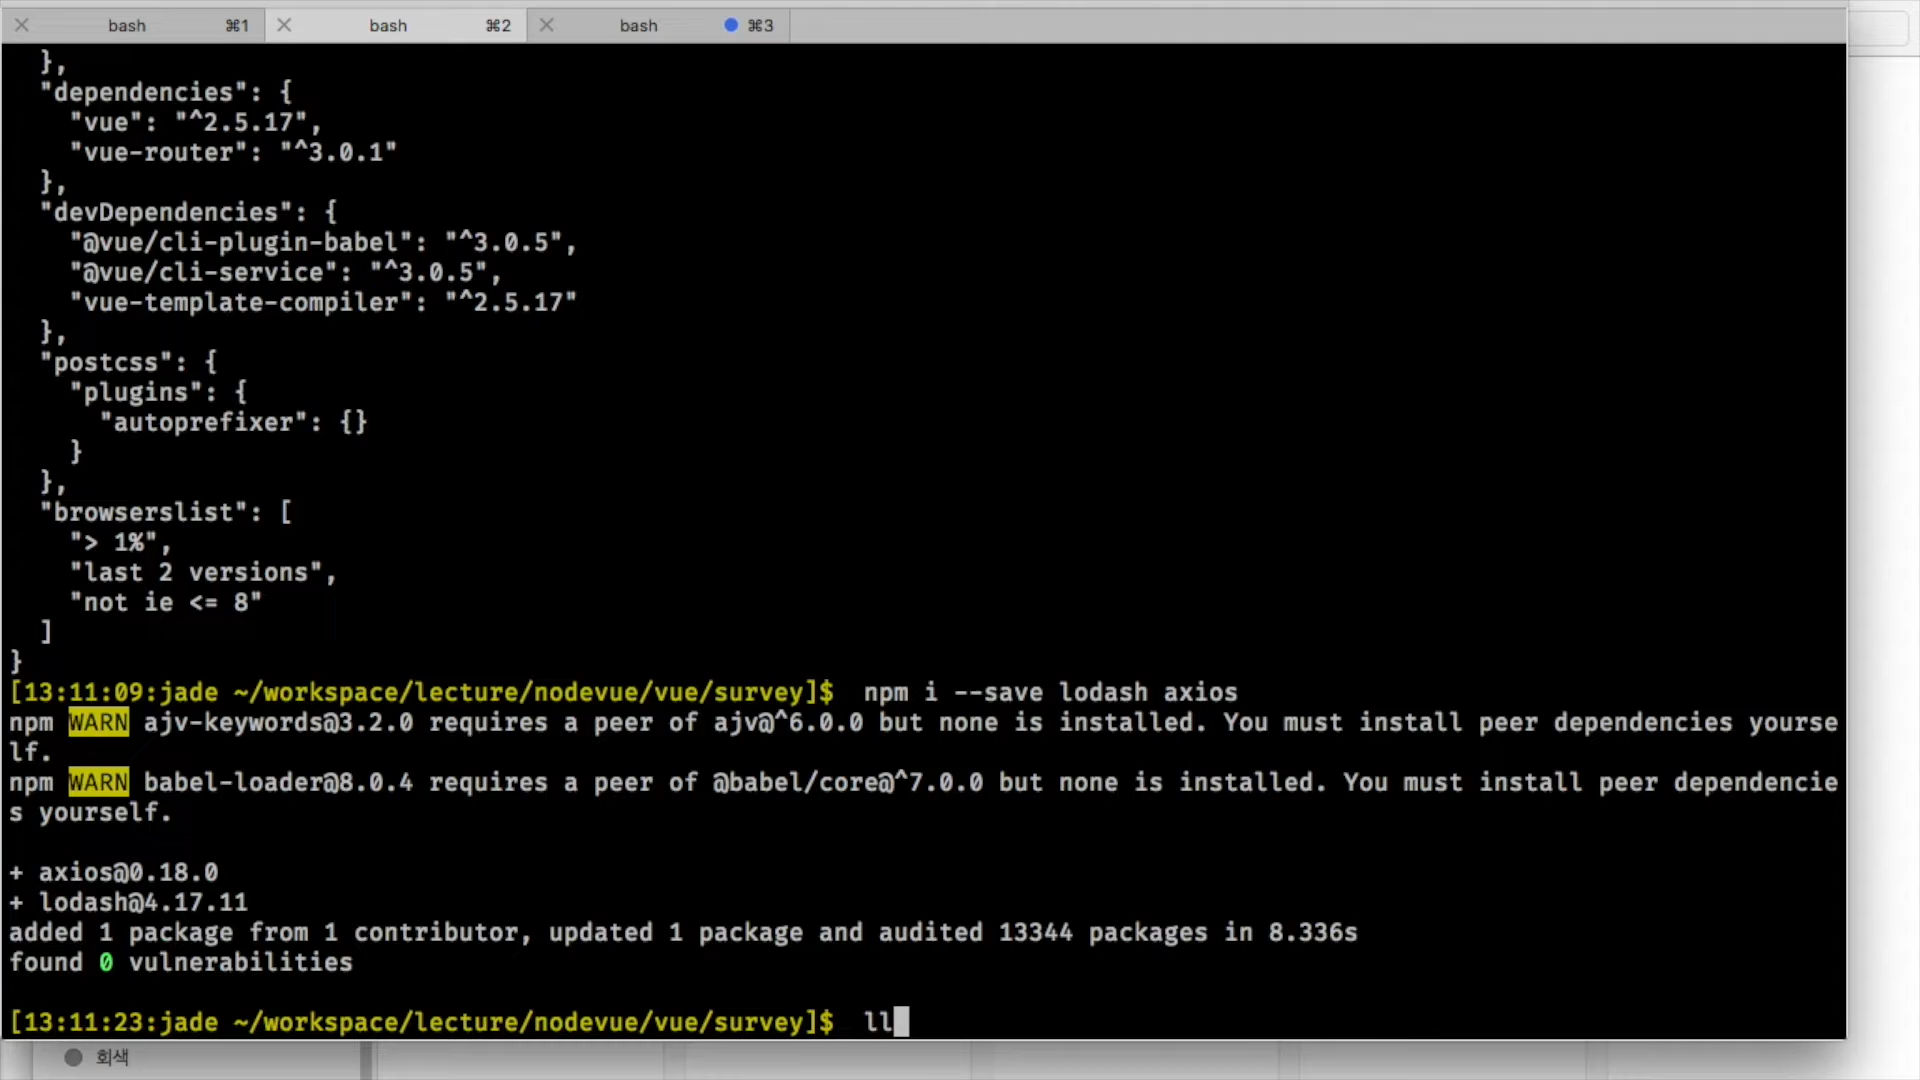 bash ⌘1 bash ⌘2 bash ⌘3
},
"dependencies": {
"vue": "^2.5.17",
"vue-router": "^3.0.1"
},
"devDependencies": {
"@vue/cli-plugin-babel": "^3.0.5",
"@vue/cli-service": "^3.0.5",
"vue-template-compiler": "^2.5.17"
},
"postcss": {
"plugins": {
"autoprefixer": {}
}
},
"browserslist": [
"> 1%",
"last 2 versions",
"not ie <= 8"
]
}
[13:11:09:jade ~/workspace/lecture/nodevue/vue/survey]$ npm i --save lodash axios
npm WARN ajv-keywords@3.2.0 requires a peer of ajv@^6.0.0 but none is installed. You must install peer dependencies yourse
lf.
npm WARN babel-loader@8.0.4 requires a peer of @babel/core@^7.0.0 but none is installed. You must install peer dependencie
s yourself.
+ axios@0.18.0
+ lodash@4.17.11
added 1 package from 1 contributor, updated 1 package and audited 13344 packages in 8.336s
found 0 vulnerabilities
[13:11:23:jade ~/workspace/lecture/nodevue/vue/survey]$ ll
회색